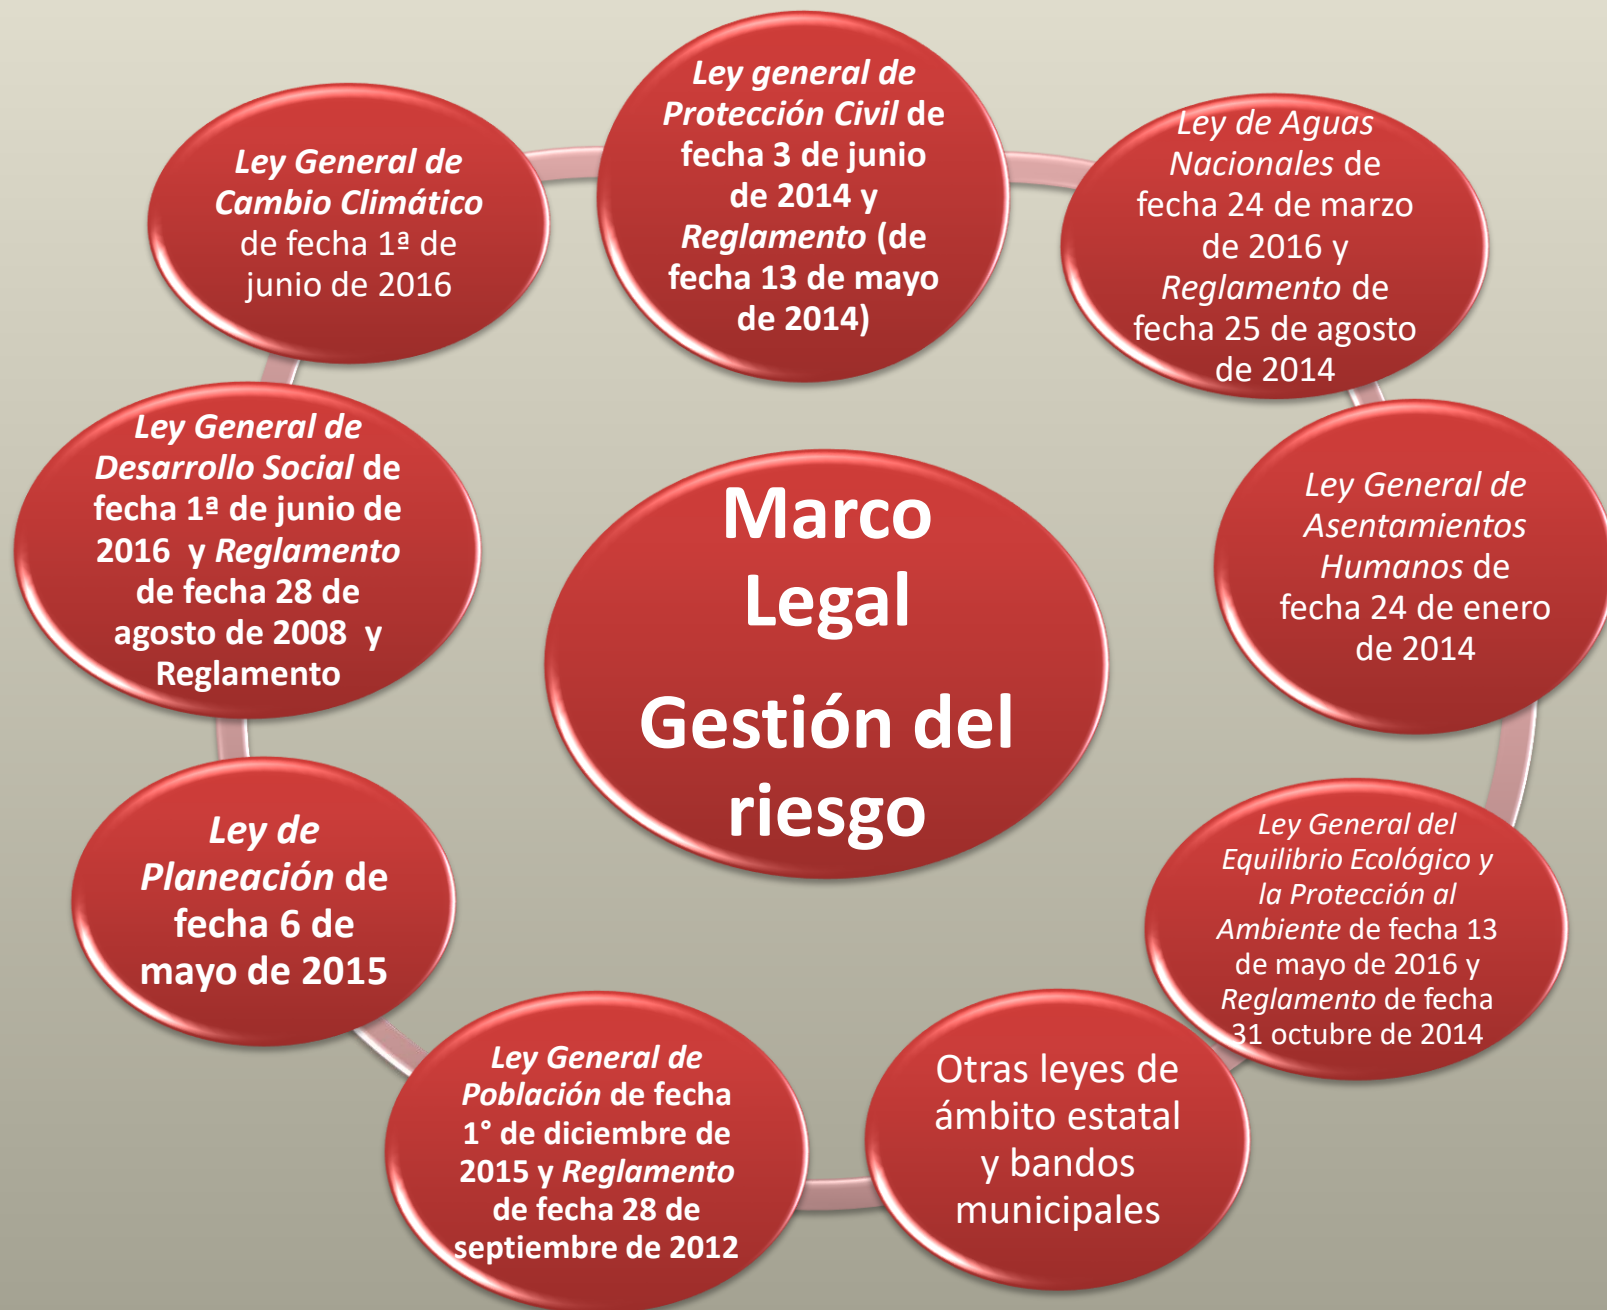 Ley general de
Protección Civil de
fecha 3 de junio
de 2014 y
Reglamento (de
fecha 13 de mayo
de 2014)
Ley de Aguas
Nacionales de
fecha 24 de marzo
de 2016 y
Reglamento de
fecha 25 de agosto
de 2014
Ley General de
Asentamientos
Humanos de
fecha 24 de enero
de 2014
Ley General del
Equilibrio Ecológico y
la Protección al
Ambiente de fecha 13
de mayo de 2016 y
Reglamento de fecha
31 octubre de 2014
Otras leyes de
ámbito estatal
y bandos
municipales
Ley General de
Población de fecha
1° de diciembre de
2015 y Reglamento
de fecha 28 de
septiembre de 2012
Ley de
Planeación de
fecha 6 de
mayo de 2015
Ley General de
Desarrollo Social de
fecha 1ª de junio de
2016 y Reglamento
de fecha 28 de
agosto de 2008 y
Reglamento
Ley General de
Cambio Climático
de fecha 1ª de
junio de 2016
Marco
Legal
Gestión del
riesgo